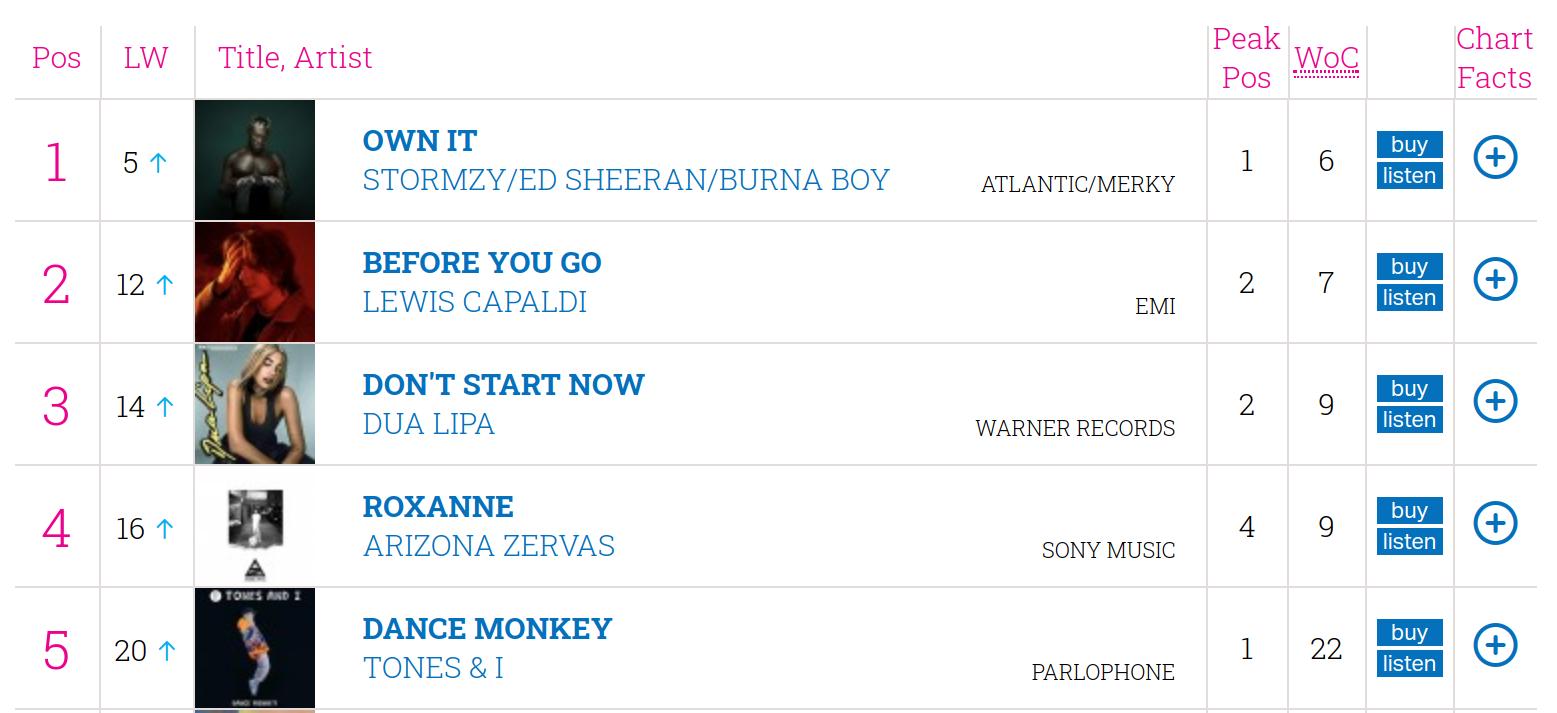 Pos LW Title, Artist Peak Pos WoC Chart Facts
1 5 ↑ OWN IT STORMZY/ED SHEERAN/BURNA BOY ATLANTIC/MERKY 1 6 buy listen
2 12 ↑ BEFORE YOU GO LEWIS CAPALDI EMI 2 7 buy listen
3 14 ↑ DON'T START NOW DUA LIPA WARNER RECORDS 2 9 buy listen
4 16 ↑ ROXANNE ARIZONA ZERVAS SONY MUSIC 4 9 buy listen
5 20 ↑ TONES AND I DANCE MONKEY TONES & I PARLOPHONE 1 22 buy listen